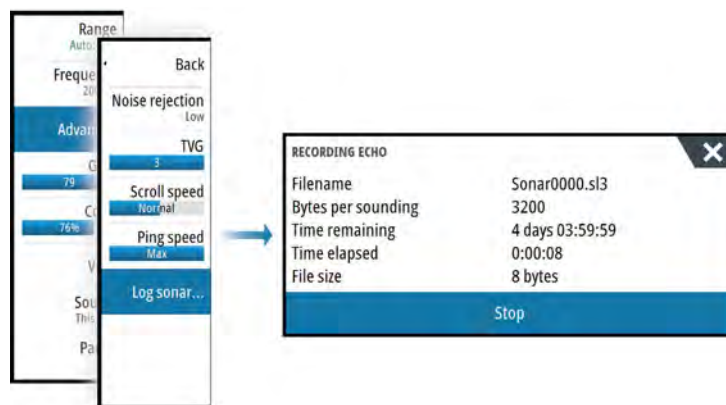 Range
Auto
Back
Noise rejection
Low
TVG
3
79
Scroll speed
Normal
76%
Ping speed
Max
Log sonar...
RECORDING ECHO
Filename Sonar0000.sl3
Bytes per sounding 3200
Time remaining 4 days 03:59:59
Time elapsed 0:00:08
File size 8 bytes
Stop